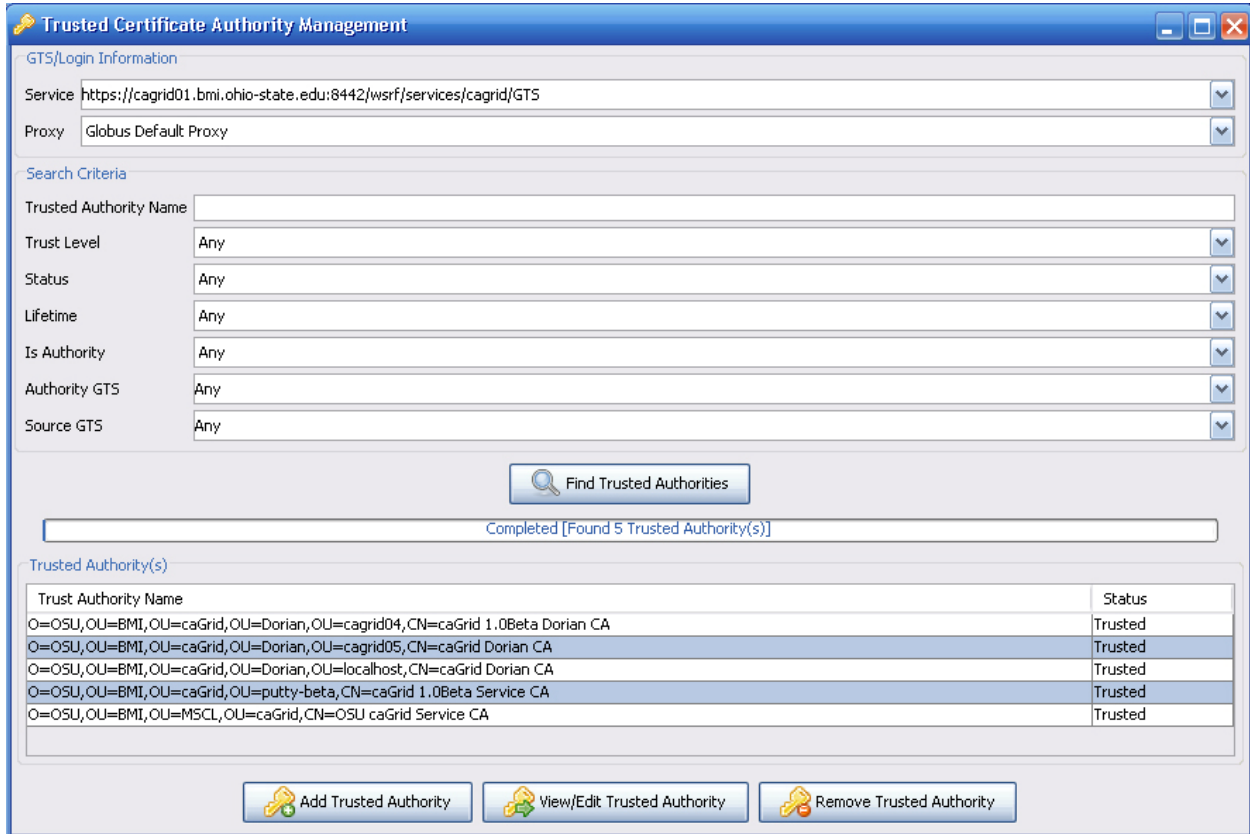 Trusted Certificate Authority Management
GTS/Login Information
Service https://cagrid01.bmi.ohio-state.edu:8442/wsrf/services/cagrid/GTS
Proxy Globus Default Proxy
Search Criteria
Trusted Authority Name
Trust Level Any
Status Any
Lifetime Any
Is Authority Any
Authority GTS Any
Source GTS Any
Find Trusted Authorities
Completed [Found 5 Trusted Authority(s)]
Trusted Authority(s)
Trust Authority Name Status
O=OSU,OU=BMI,OU=caGrid,OU=Dorian,OU=cagrid04,CN=caGrid 1.0Beta Dorian CA Trusted
O=OSU,OU=BMI,OU=caGrid,OU=Dorian,OU=cagrid05,CN=caGrid Dorian CA Trusted
O=OSU,OU=BMI,OU=caGrid,OU=Dorian,OU=localhost,CN=caGrid Dorian CA Trusted
O=OSU,OU=BMI,OU=caGrid,OU=putty-beta,CN=caGrid 1.0Beta Service CA Trusted
O=OSU,OU=BMI,OU=MSCL,OU=caGrid,CN=OSU caGrid Service CA Trusted
Add Trusted Authority View/Edit Trusted Authority Remove Trusted Authority